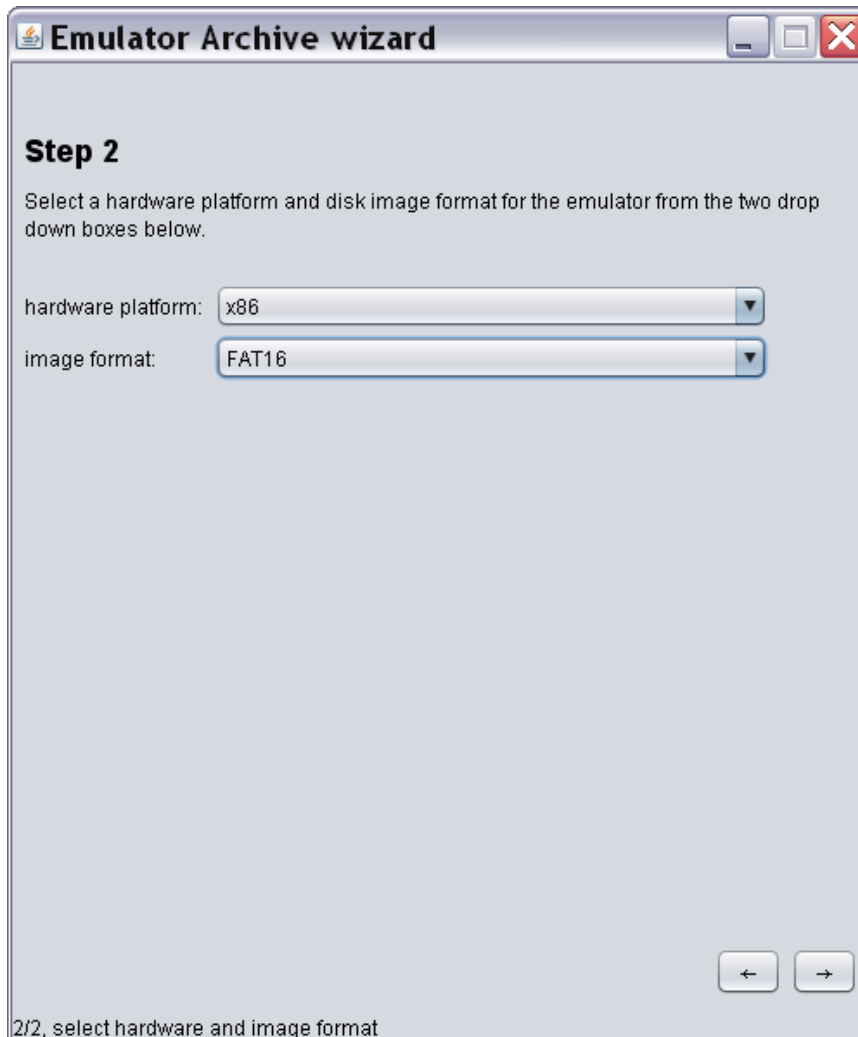 Emulator Archive wizard
Step 2
Select a hardware platform and disk image format for the emulator from the two drop
down boxes below.
hardware platform: x86
image format: FAT16
2/2, select hardware and image format